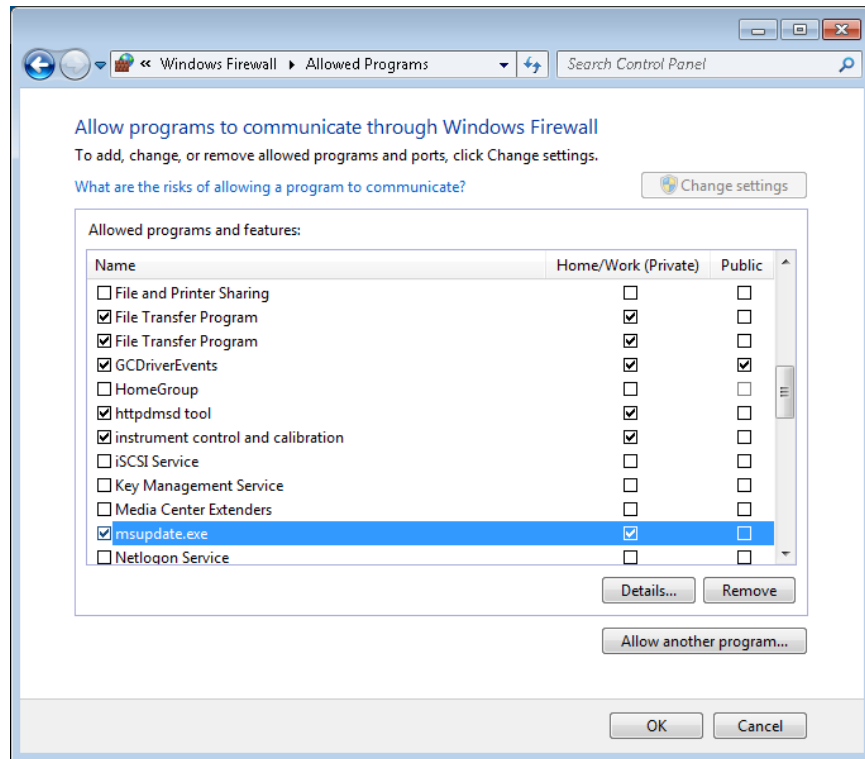 « Windows Firewall ▸ Allowed Programs
Search Control Panel
Allow programs to communicate through Windows Firewall
To add, change, or remove allowed programs and ports, click Change settings.
What are the risks of allowing a program to communicate?
Change settings
Allowed programs and features:
Name Home/Work (Private) Public
File and Printer Sharing
File Transfer Program
File Transfer Program
GCDriverEvents
HomeGroup
httpdmsd tool
instrument control and calibration
iSCSI Service
Key Management Service
Media Center Extenders
msupdate.exe
Netlogon Service
Details... Remove
Allow another program...
OK Cancel